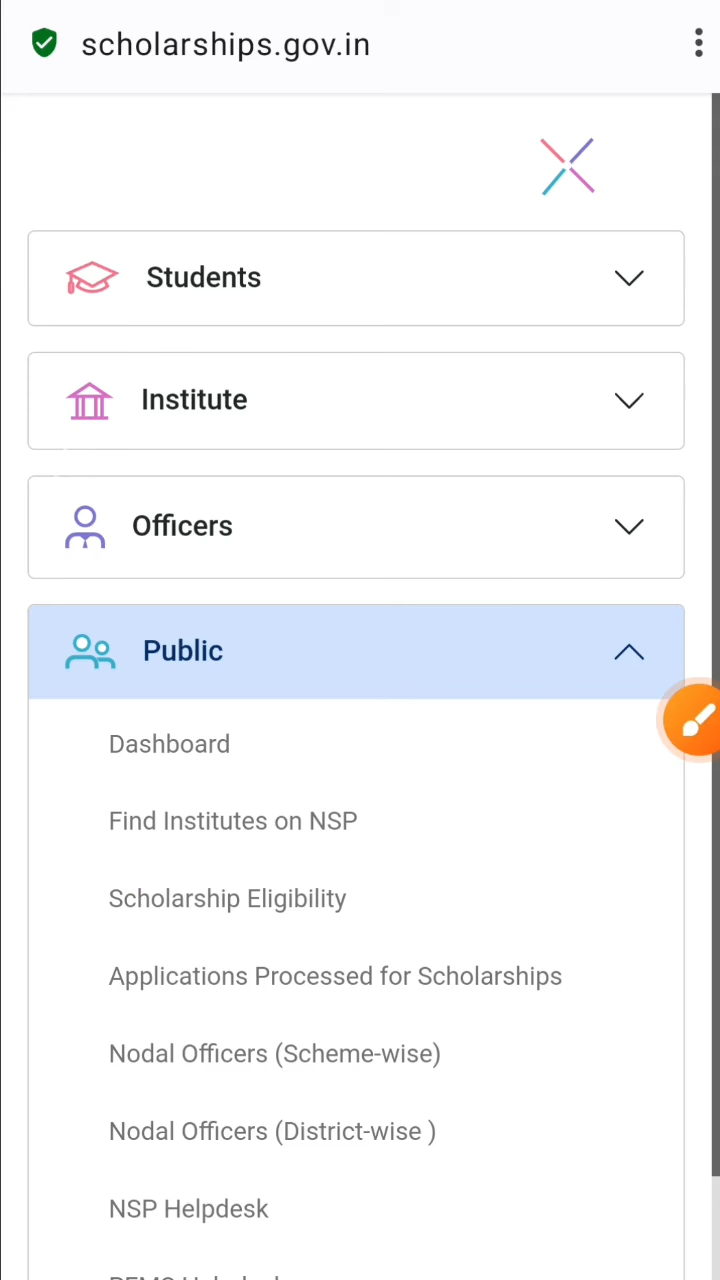 scholarships.gov.in
Students
Institute
Officers
Public
Dashboard
Find Institutes on NSP
Scholarship Eligibility
Applications Processed for Scholarships
Nodal Officers (Scheme-wise)
Nodal Officers (District-wise )
NSP Helpdesk